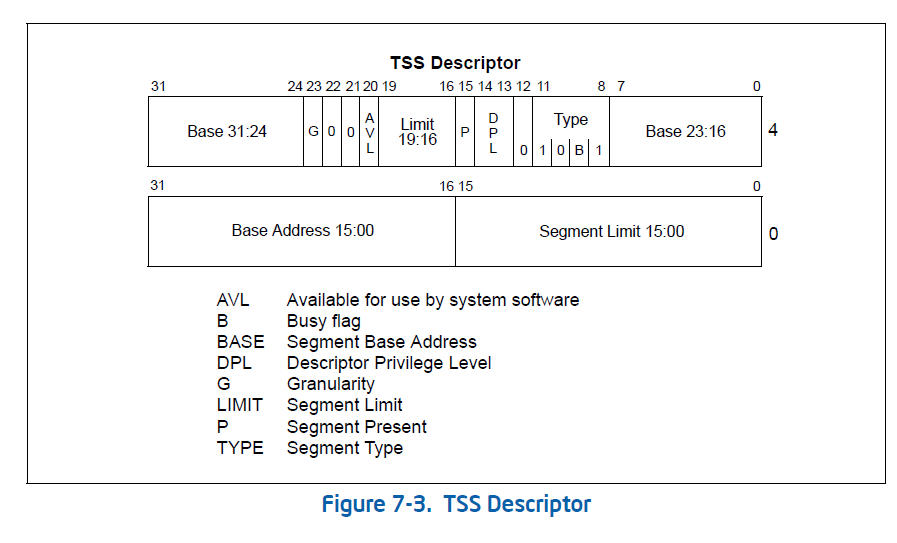 TSS Descriptor
31 24 23 22 21 20 19 16 15 14 13 12 11 8 7 0
Base 31:24 G 0 0 AVL Limit 19:16 P DPL 0 Type 1 0 B 1 Base 23:16 4
31 16 15 0
Base Address 15:00 Segment Limit 15:00 0
AVL Available for use by system software
B Busy flag
BASE Segment Base Address
DPL Descriptor Privilege Level
G Granularity
LIMIT Segment Limit
P Segment Present
TYPE Segment Type
Figure 7-3. TSS Descriptor